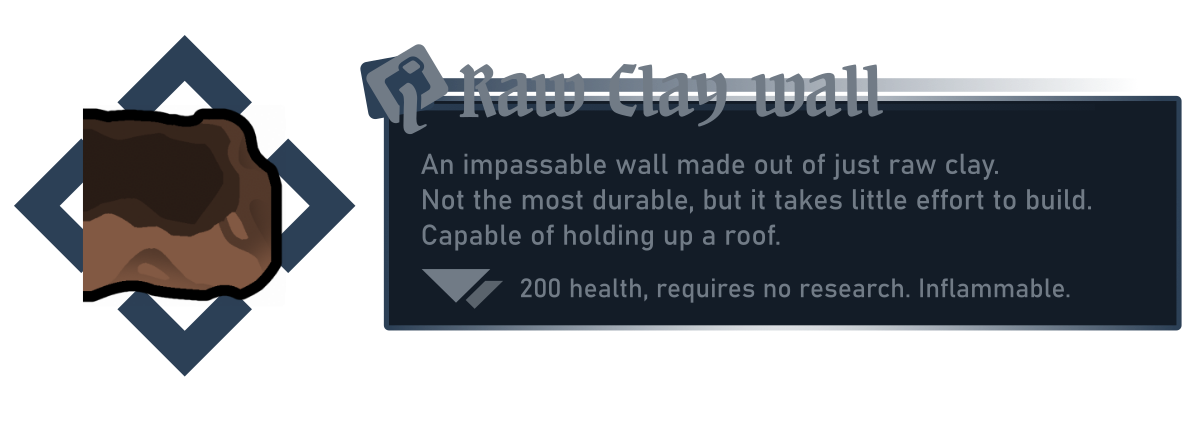 Raw Clay wall
An impassable wall made out of just raw clay.
Not the most durable, but it takes little effort to build.
Capable of holding up a roof.
200 health, requires no research. Inflammable.